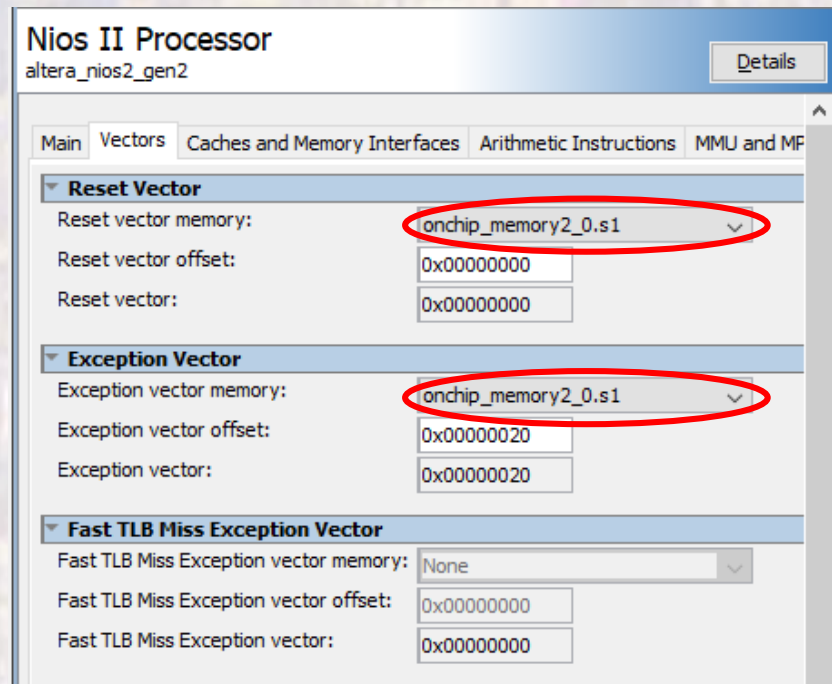 Nios II Processor
altera_nios2_gen2
Details
Main Vectors Caches and Memory Interfaces Arithmetic Instructions MMU and MP
Reset Vector
Reset vector memory: onchip_memory2_0.s1
Reset vector offset: 0x00000000
Reset vector: 0x00000000
Exception Vector
Exception vector memory: onchip_memory2_0.s1
Exception vector offset: 0x00000020
Exception vector: 0x00000020
Fast TLB Miss Exception Vector
Fast TLB Miss Exception vector memory: None
Fast TLB Miss Exception vector offset: 0x00000000
Fast TLB Miss Exception vector: 0x00000000